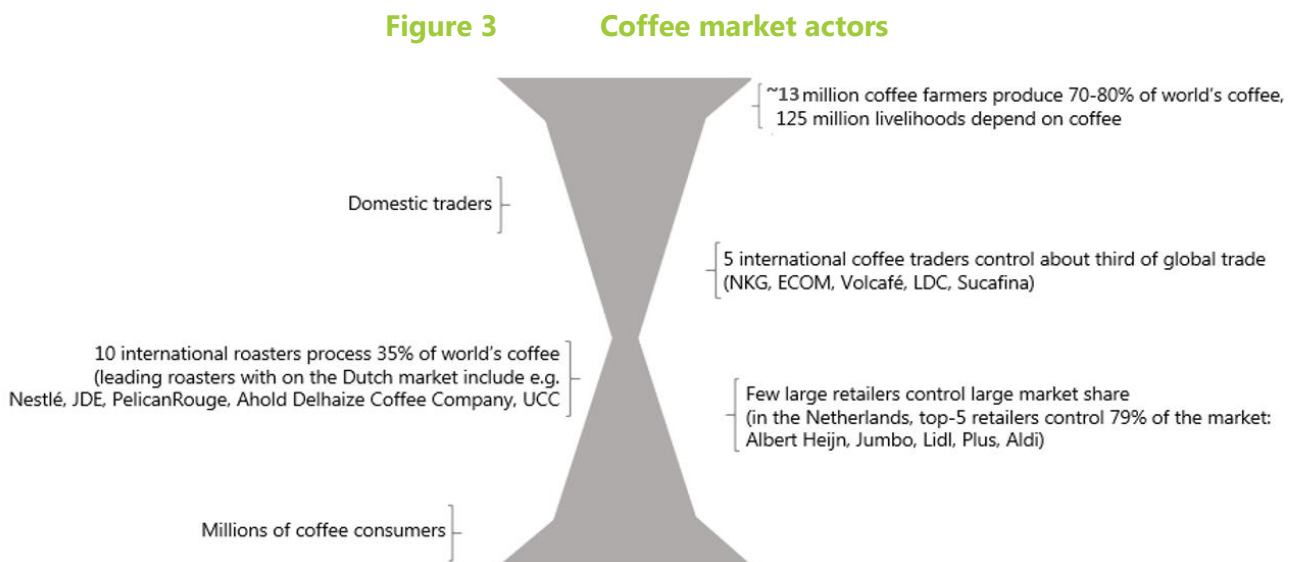 Figure 3 Coffee market actors
~13 million coffee farmers produce 70-80% of world's coffee,
125 million livelihoods depend on coffee
Domestic traders
5 international coffee traders control about third of global trade
(NKG, ECOM, Volcafé, LDC, Sucafina)
10 international roasters process 35% of world's coffee
(leading roasters with on the Dutch market include e.g.
Nestlé, JDE, PelicanRouge, Ahold Delhaize Coffee Company, UCC
Few large retailers control large market share
(in the Netherlands, top-5 retailers control 79% of the market:
Albert Heijn, Jumbo, Lidl, Plus, Aldi)
Millions of coffee consumers